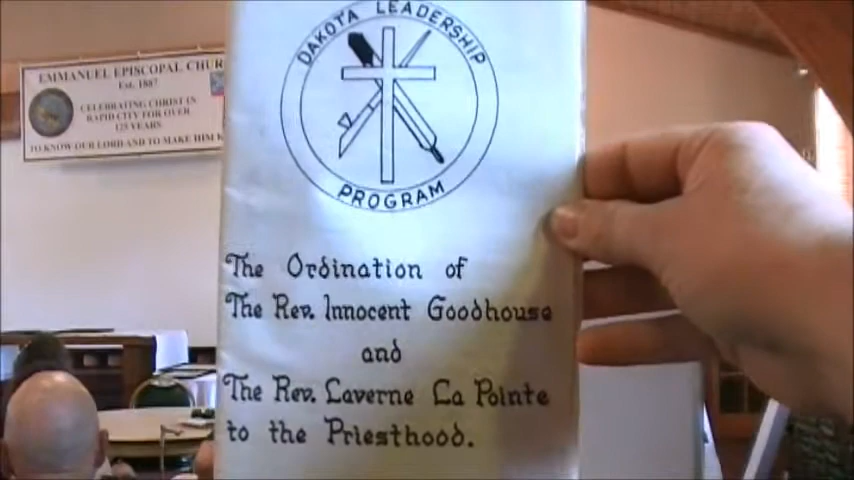 EMMANUEL EPISCOPAL CHUR
Est. 1887
CELEBRATING CHRIST IN
RAPID CITY FOR OVER
125 YEARS.
TO KNOW OUR LORD AND TO MAKE HIM K
DAKOTA LEADERSHIP
PROGRAM
The Ordination of
The Rev. Innocent Goodhouse
and
The Rev. Laverne La Pointe
to the Priesthood.